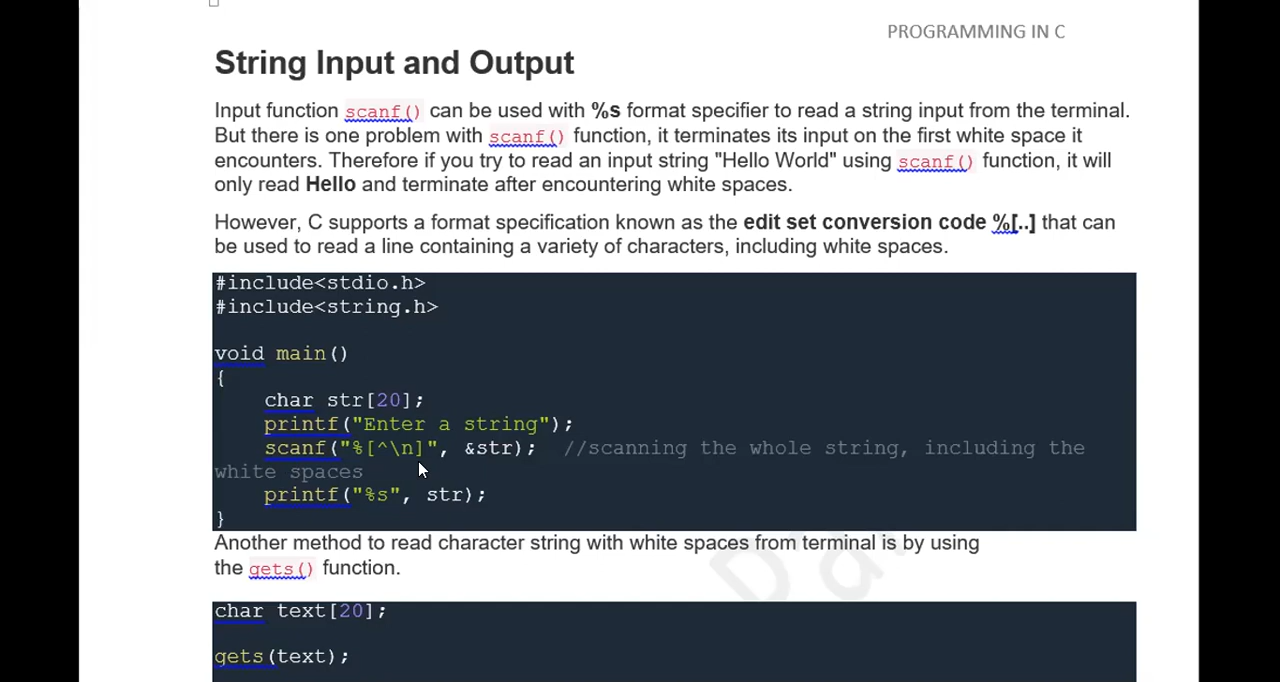 PROGRAMMING IN C
String Input and Output
Input function scanf() can be used with %s format specifier to read a string input from the terminal.
But there is one problem with scanf() function, it terminates its input on the first white space it
encounters. Therefore if you try to read an input string "Hello World" using scanf() function, it will
only read Hello and terminate after encountering white spaces.
However, C supports a format specification known as the edit set conversion code %[..] that can
be used to read a line containing a variety of characters, including white spaces.
#include<stdio.h>
#include<string.h>
void main()
{
    char str[20];
    printf("Enter a string");
    scanf("%[^\n]", &str);  //scanning the whole string, including the
white spaces
    printf("%s", str);
}
Another method to read character string with white spaces from terminal is by using
the gets() function.
char text[20];
gets(text);